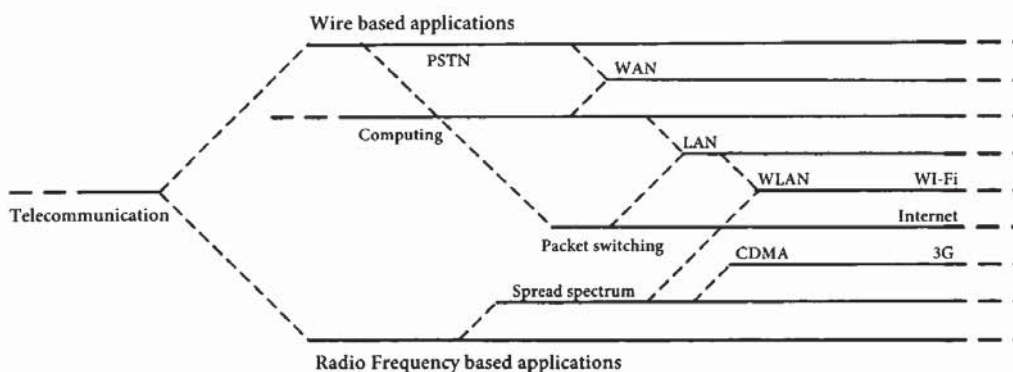 Wire based applications
PSTN
WAN
Computing
LAN
WLAN WI-Fi
Telecommunication
Internet
Packet switching
CDMA 3G
Spread spectrum
Radio Frequency based applications